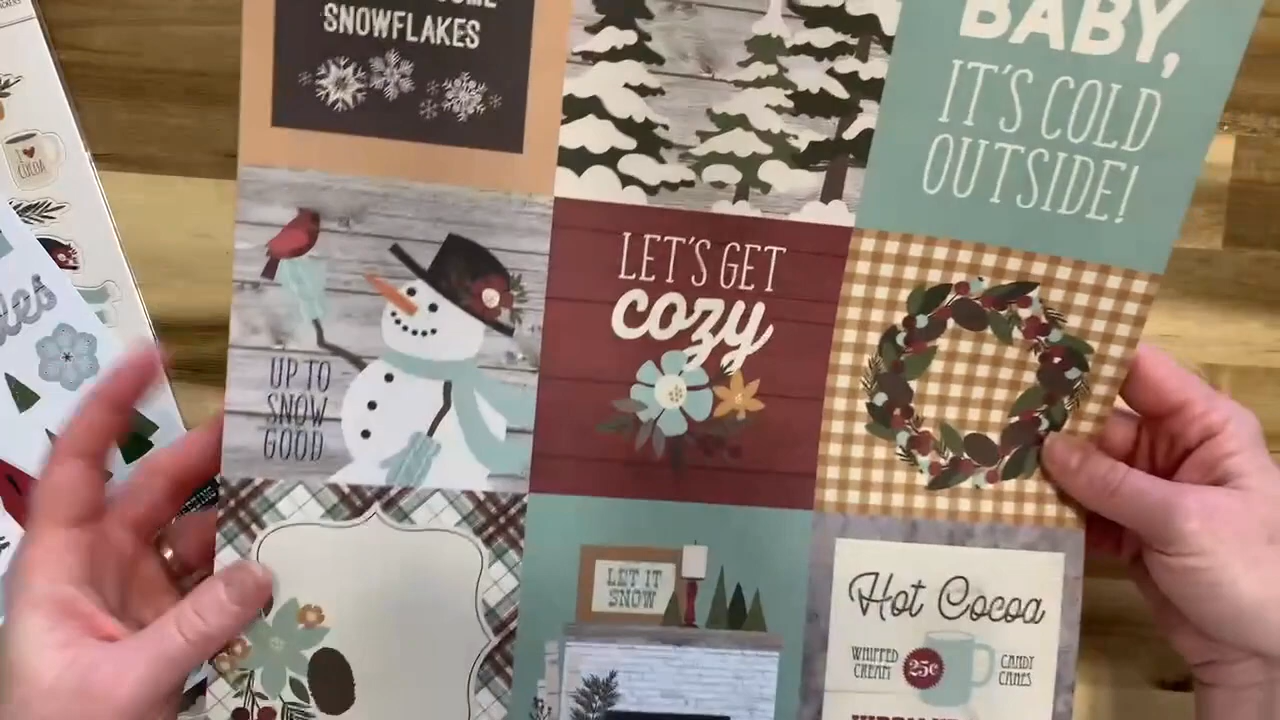 SNOWFLAKES
BABY,
IT'S COLD
OUTSIDE!
I
COCOA
UP TO
SNOW
GOOD
LET'S GET
cozy
LET IT
SNOW
Hot Cocoa
WHIPPED
CREAM
25¢
CANDY
CANES